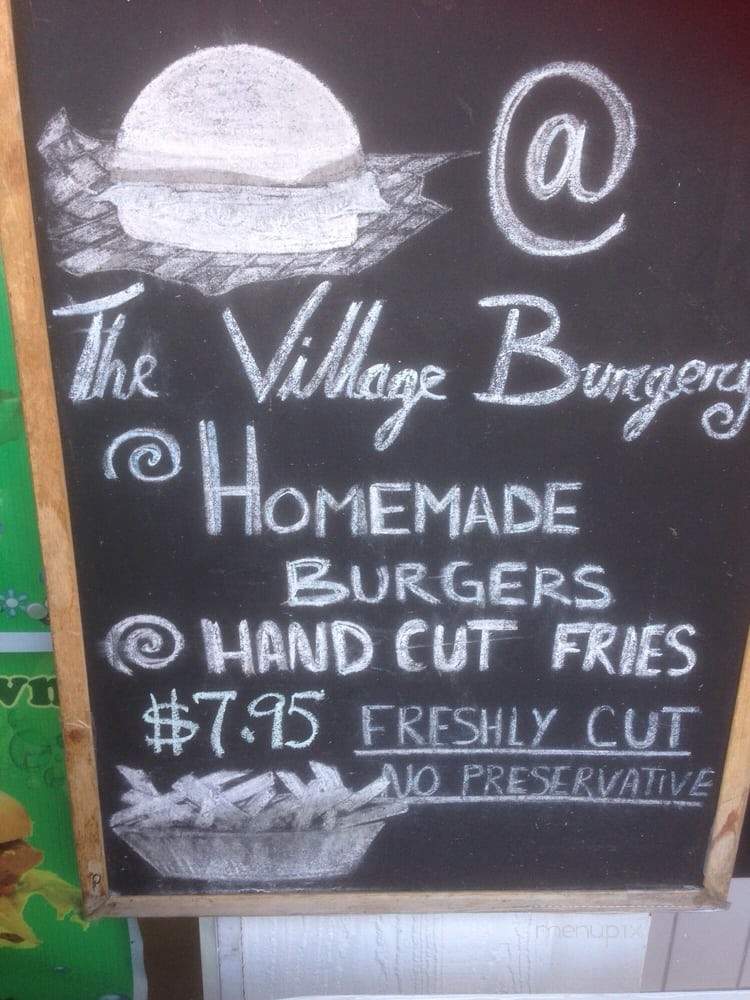 @
The Village Burgery
HOMEMADE
BURGERS
HAND CUT FRIES
$7.95 FRESHLY CUT
NO PRESERVATIVE
menupix